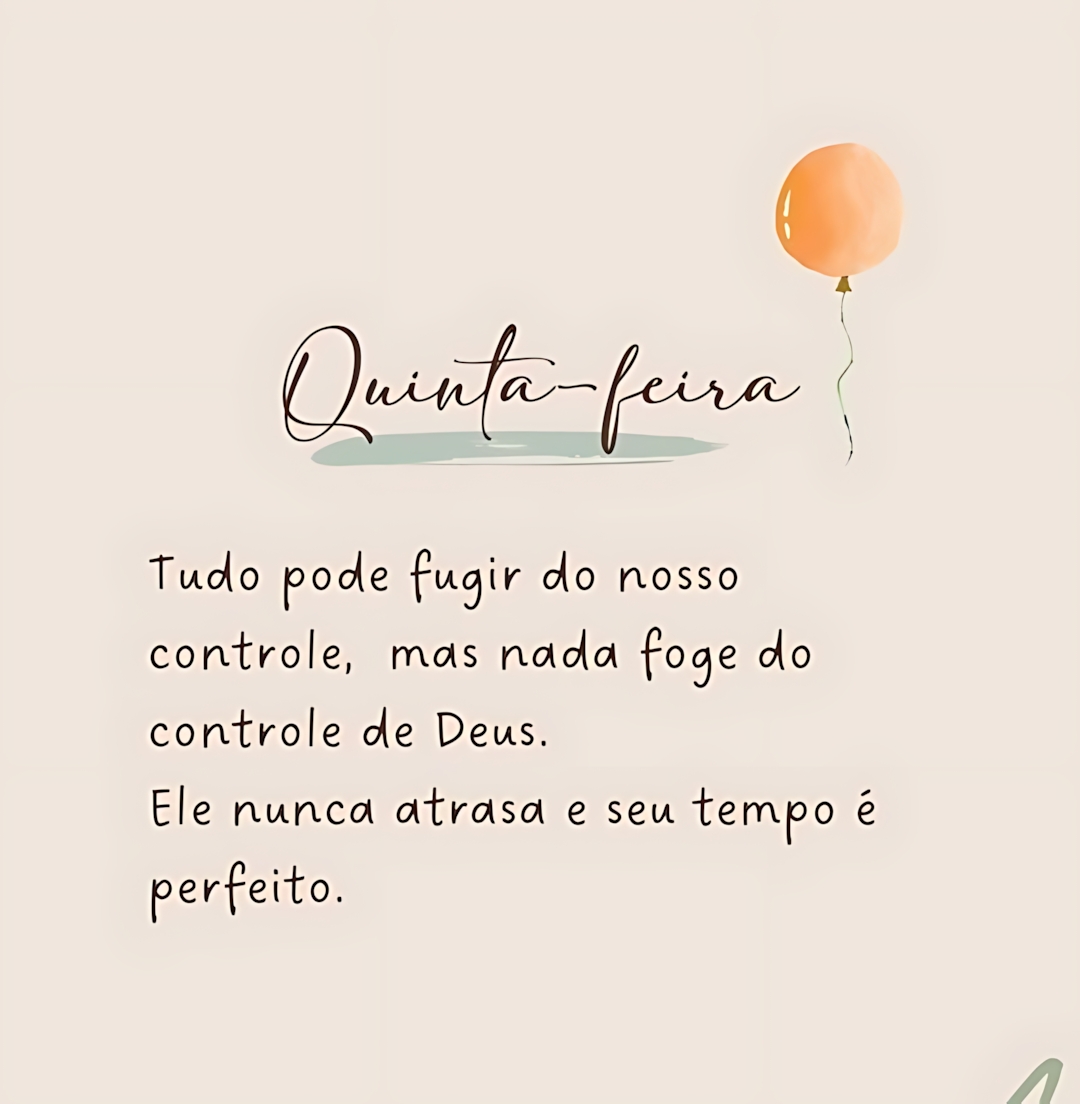 Quinta-feira
Tudo pode fugir do nosso
controle, mas nada foge do
controle de Deus.
Ele nunca atrasa e seu tempo é
perfeito.